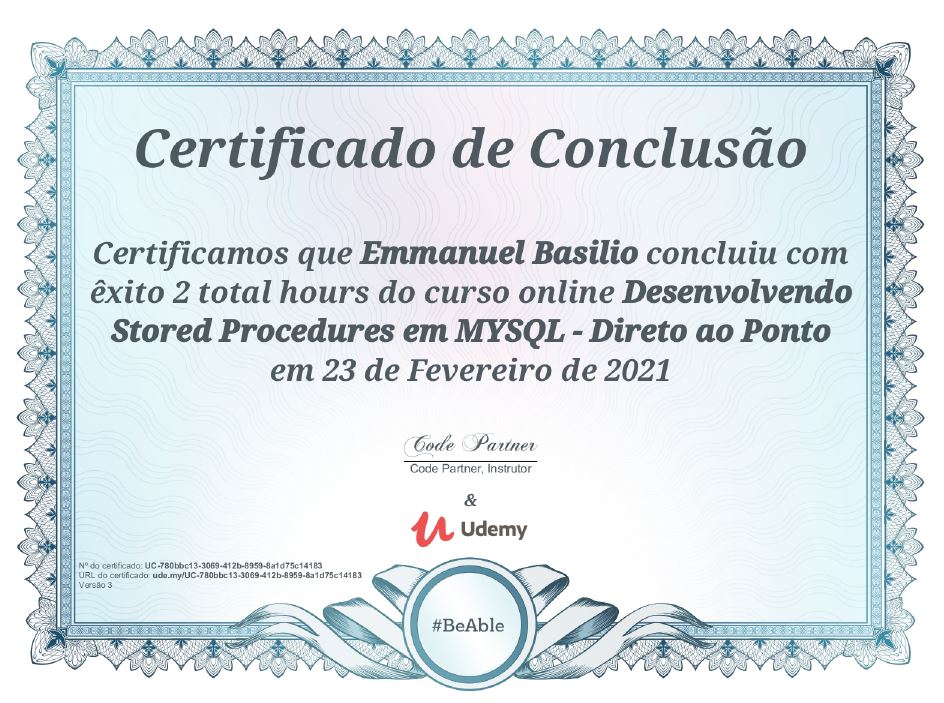 Certificado de Conclusão
Certificamos que Emmanuel Basilio concluiu com
êxito 2 total hours do curso online Desenvolvendo
Stored Procedures em MYSQL - Direto ao Ponto
em 23 de Fevereiro de 2021
Code Partner
Code Partner, Instrutor
&
Udemy
Nº do certificado: UC-780bbc13-3069-412b-8959-8a1d75c14183
URL do certificado: ude.my/UC-780bbc13-3069-412b-8959-8a1d75c14183
Versão 3
#BeAble